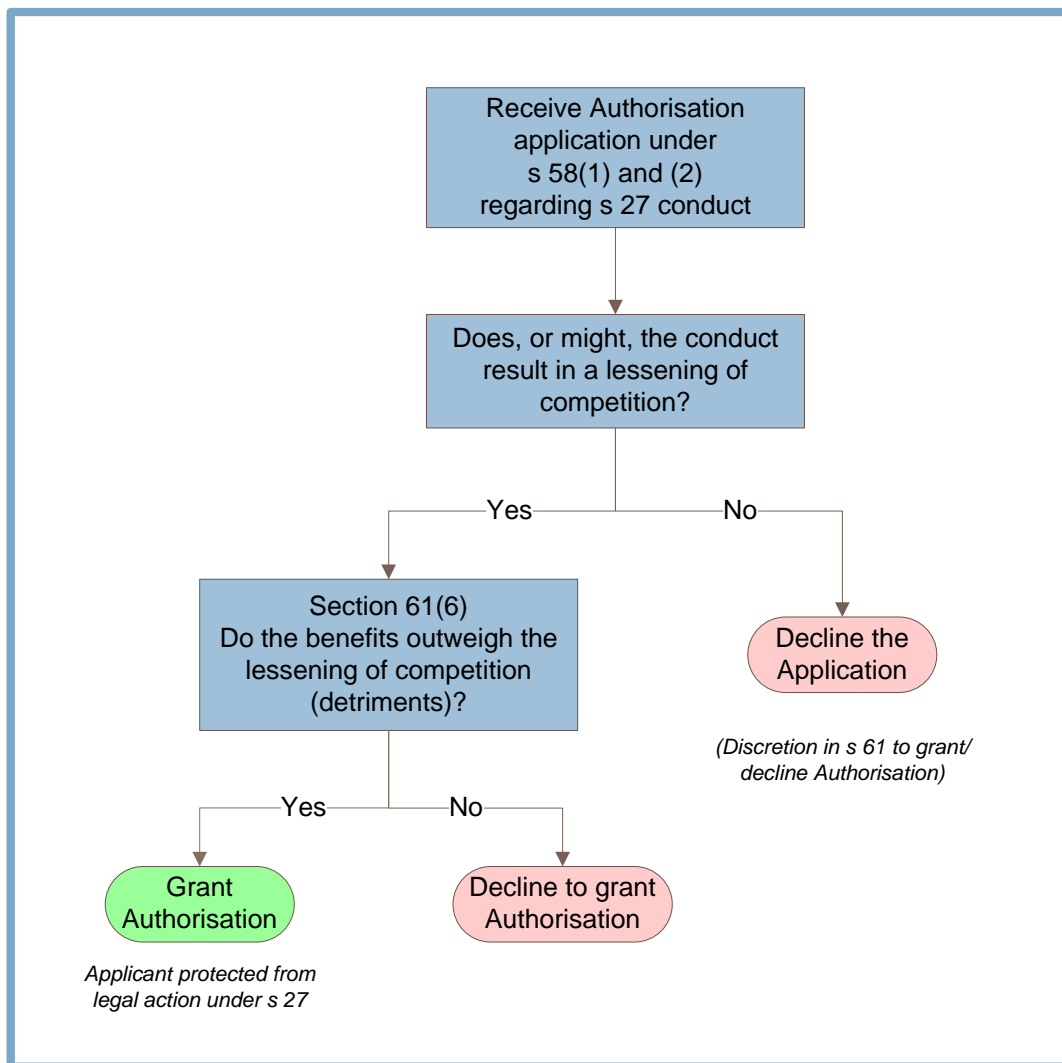 Receive Authorisation
application under
s 58(1) and (2)
regarding s 27 conduct
Does, or might, the conduct
result in a lessening of
competition?
Yes
No
Section 61(6)
Do the benefits outweigh the
lessening of competition
(detriments)?
Decline the
Application
(Discretion in s 61 to grant/
decline Authorisation)
Yes
No
Grant
Authorisation
Decline to grant
Authorisation
Applicant protected from
legal action under s 27